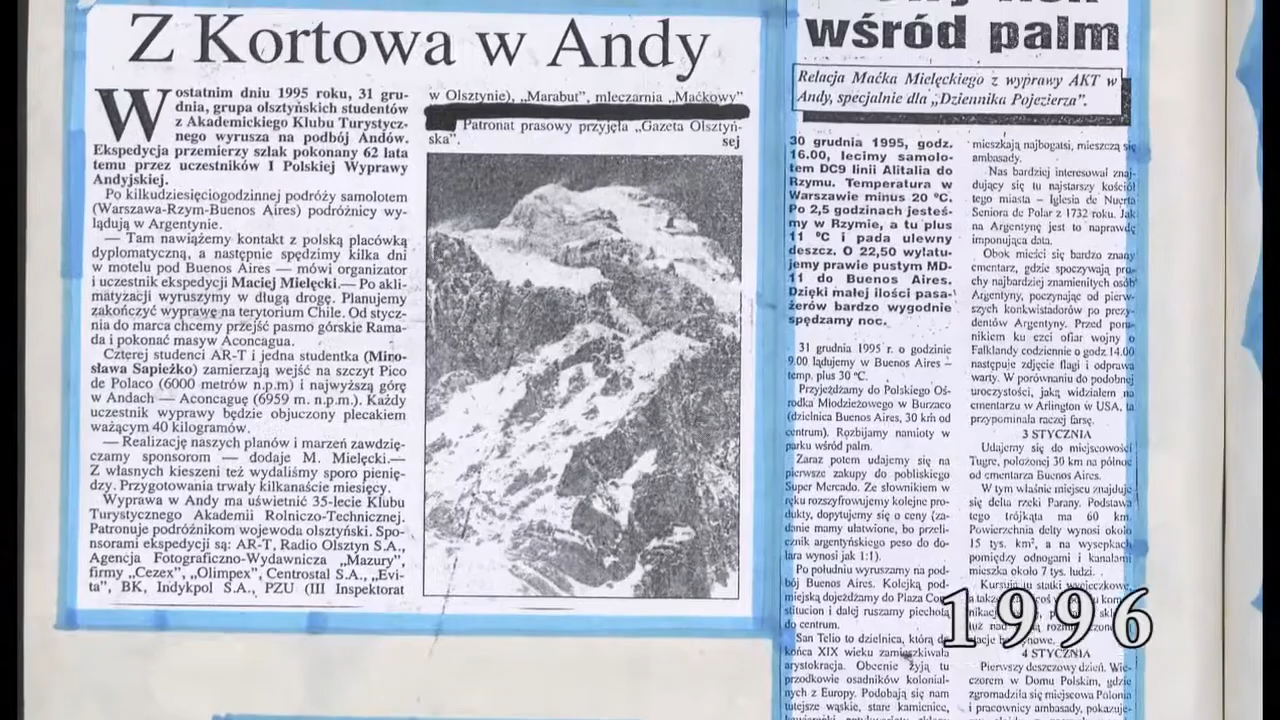 Z Kortowa w Andy
W ostatnim dniu 1995 roku, 31 gru-
dnia, grupa olsztyńskich studentów
z Akademickiego Klubu Turystycz-
nego wyrusza na podbój Andów.
Ekspedycja przemierzy szlak pokonany 62 lata
temu przez uczestników I Polskiej Wyprawy
Andyjskiej.
Po kilkudziesięciogodzinnej podróży samolotem
(Warszawa-Rzym-Buenos Aires) podróżnicy wy-
lądują w Argentynie.
— Tam nawiążemy kontakt z polską placówką
dyplomatyczną, a następnie spędzimy kilka dni
w motelu pod Buenos Aires — mówi organizator
i uczestnik ekspedycji Maciej Mielęcki.— Po akli-
matyzacji wyruszymy w długą drogę. Planujemy
zakończyć wyprawę na terytorium Chile. Od stycz-
nia do marca chcemy przejść pasmo górskie Rama-
da i pokonać masyw Aconcagua.
Czterej studenci AR-T i jedna studentka (Miro-
sława Sapieżko) zamierzają wejść na szczyt Pico
de Polaco (6000 metrów n.p.m) i najwyższą górę
w Andach — Aconcaguę (6959 m. n.p.m.). Każdy
uczestnik wyprawy będzie objuczony plecakiem
ważącym 40 kilogramów.
— Realizację naszych planów i marzeń zawdzię-
czamy sponsorom — dodaje M. Mielęcki.—
Z własnych kieszeni też wydaliśmy sporo pienię-
dzy. Przygotowania trwały kilkanaście miesięcy.
Wyprawa w Andy ma uświetnić 35-lecie Klubu
Turystycznego Akademii Rolniczo-Technicznej.
Patronuje podróżnikom wojewoda olsztyński. Spo-
nsorami ekspedycji są: AR-T, Radio Olsztyn S.A.,
Agencja Fotograficzno-Wydawnicza „Mazury",
firmy „Cezex", „Olimpex", Centrostal S.A., „Evi-
ta", BK, Indykpol S.A., PZU (III Inspektorat
w Olsztynie), „Marabut", mleczarnia „Maćkowy"
Patronat prasowy przyjęła „Gazeta Olsztyń-
ska". sej
wśród palm
Relacja Maćka Mielęckiego z wyprawy AKT w
Andy, specjalnie dla „Dziennika Pojezierza".
30 grudnia 1995, godz.
16.00, lecimy samolo-
tem DC9 linii Alitalia do
Rzymu. Temperatura w
Warszawie minus 20 °C.
Po 2,5 godzinach jesteś-
my w Rzymie, a tu plus
11 °C i pada ulewny
deszcz. O 22,50 wylatu-
jemy prawie pustym MD-
11 do Buenos Aires.
Dzięki małej ilości pasa-
żerów bardzo wygodnie
spędzamy noc.
31 grudnia 1995 r. o godzinie
9.00 lądujemy w Buenos Aires –
temp. plus 30 °C.
Przyjeżdżamy do Polskiego Oś-
rodka Młodzieżowego w Burzaco
(dzielnica Buenos Aires, 30 km od
centrum). Rozbijamy namioty w
parku wśród palm.
Zaraz potem udajemy się na
pierwsze zakupy do pobliskiego
Super Mercado. Ze słownikiem w
ręku rozszyfrowujemy kolejne pro-
dukty, dopytujemy się o ceny (za-
danie mamy ułatwione, bo przeli-
cznik argentyńskiego peso do do-
lara wynosi jak 1:1).
Po południu wyruszamy na pod-
bój Buenos Aires. Kolejką pod-
miejską dojeżdżamy do Plaza Con-
stitucion i dalej ruszamy piechotą
do centrum.
San Telio to dzielnica, którą do
końca XIX wieku zamieszkiwała
arystokracja. Obecnie żyją tu
przodkowie osadników kolonial-
nych z Europy. Podobają się nam
tutejsze wąskie, stare kamienice,
mieszkają najbogatsi, mieszczą się
ambasady.
Nas bardziej interesował znaj-
dujący się tu najstarszy kościół
tego miasta – Iglesia de Nuerta
Seniora de Polar z 1732 roku. Jak
na Argentynę jest to naprawdę
imponująca data.
Obok mieści się bardzo znany
cmentarz, gdzie spoczywają pro-
chy najbardziej znamienitych osób
Argentyny, poczynając od pierw-
szych konkwistadorów po prezy-
dentów Argentyny. Przed pom-
nikiem ku czci ofiar wojny o
Falklandy codziennie o godz.14.00
następuje zdjęcie flagi i odprawa
warty. W porównaniu do podobnej
uroczystości, jaką widziałem na
cmentarzu w Arlington w USA, ta
przypominała raczej farsę.
3 STYCZNIA
Udajemy się do miejscowości
Tugre, położonej 30 km na północ
od cmentarza Buenos Aires.
W tym właśnie miejscu znajduje
się delta rzeki Parany. Podstawa
tego trójkąta ma 60 km.
Powierzchnia delty wynosi około
15 tys. km², a na wysepkach
pomiędzy odnogami i kanałami
mieszka około 7 tys. ludzi.
Kursują tu statki wycieczkowe,
1996
4 STYCZNIA
Pierwszy deszczowy dzień. Wie-
czorem w Domu Polskim, gdzie
zgromadziła się miejscowa Polonia
i pracownicy ambasady, pokazuje-